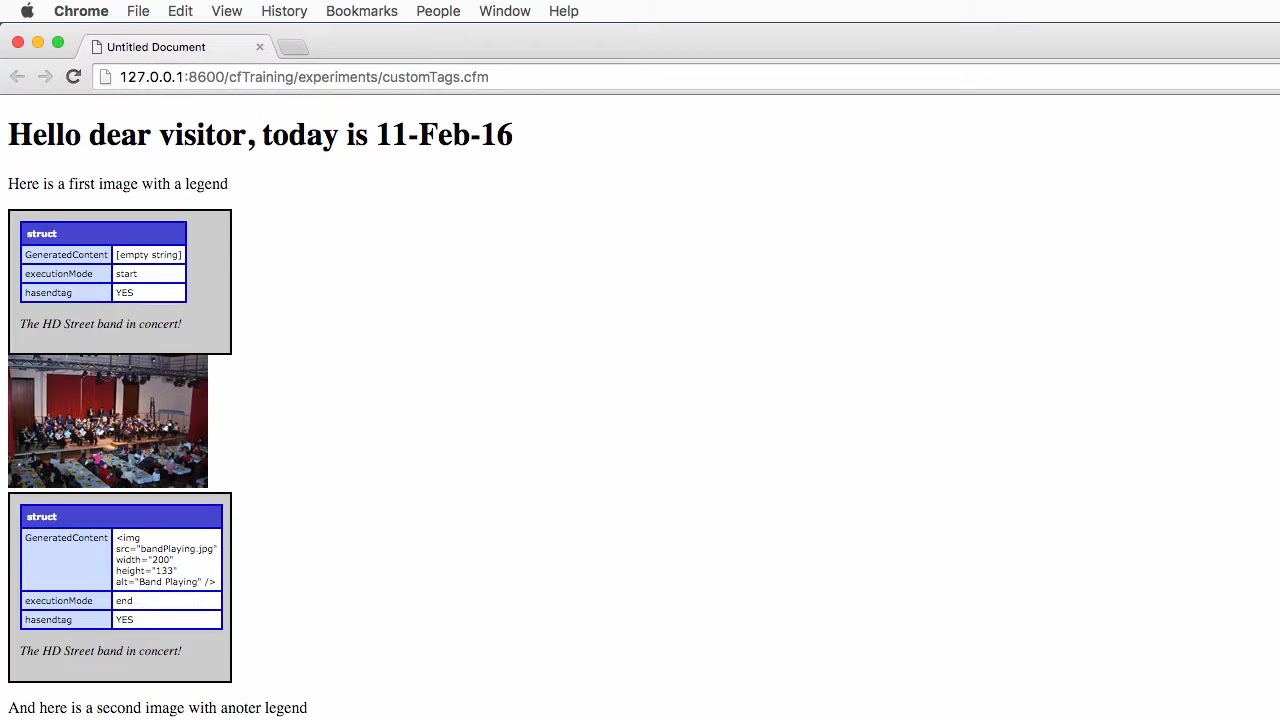 Chrome File Edit View History Bookmarks People Window Help
Untitled Document
127.0.0.1:8600/cfTraining/experiments/customTags.cfm
Hello dear visitor, today is 11-Feb-16
Here is a first image with a legend
struct
GeneratedContent [empty string]
executionMode start
hasendtag YES
The HD Street band in concert!
struct
GeneratedContent <img
src="bandPlaying.jpg"
width="200"
height="133"
alt="Band Playing" />
executionMode end
hasendtag YES
The HD Street band in concert!
And here is a second image with anoter legend